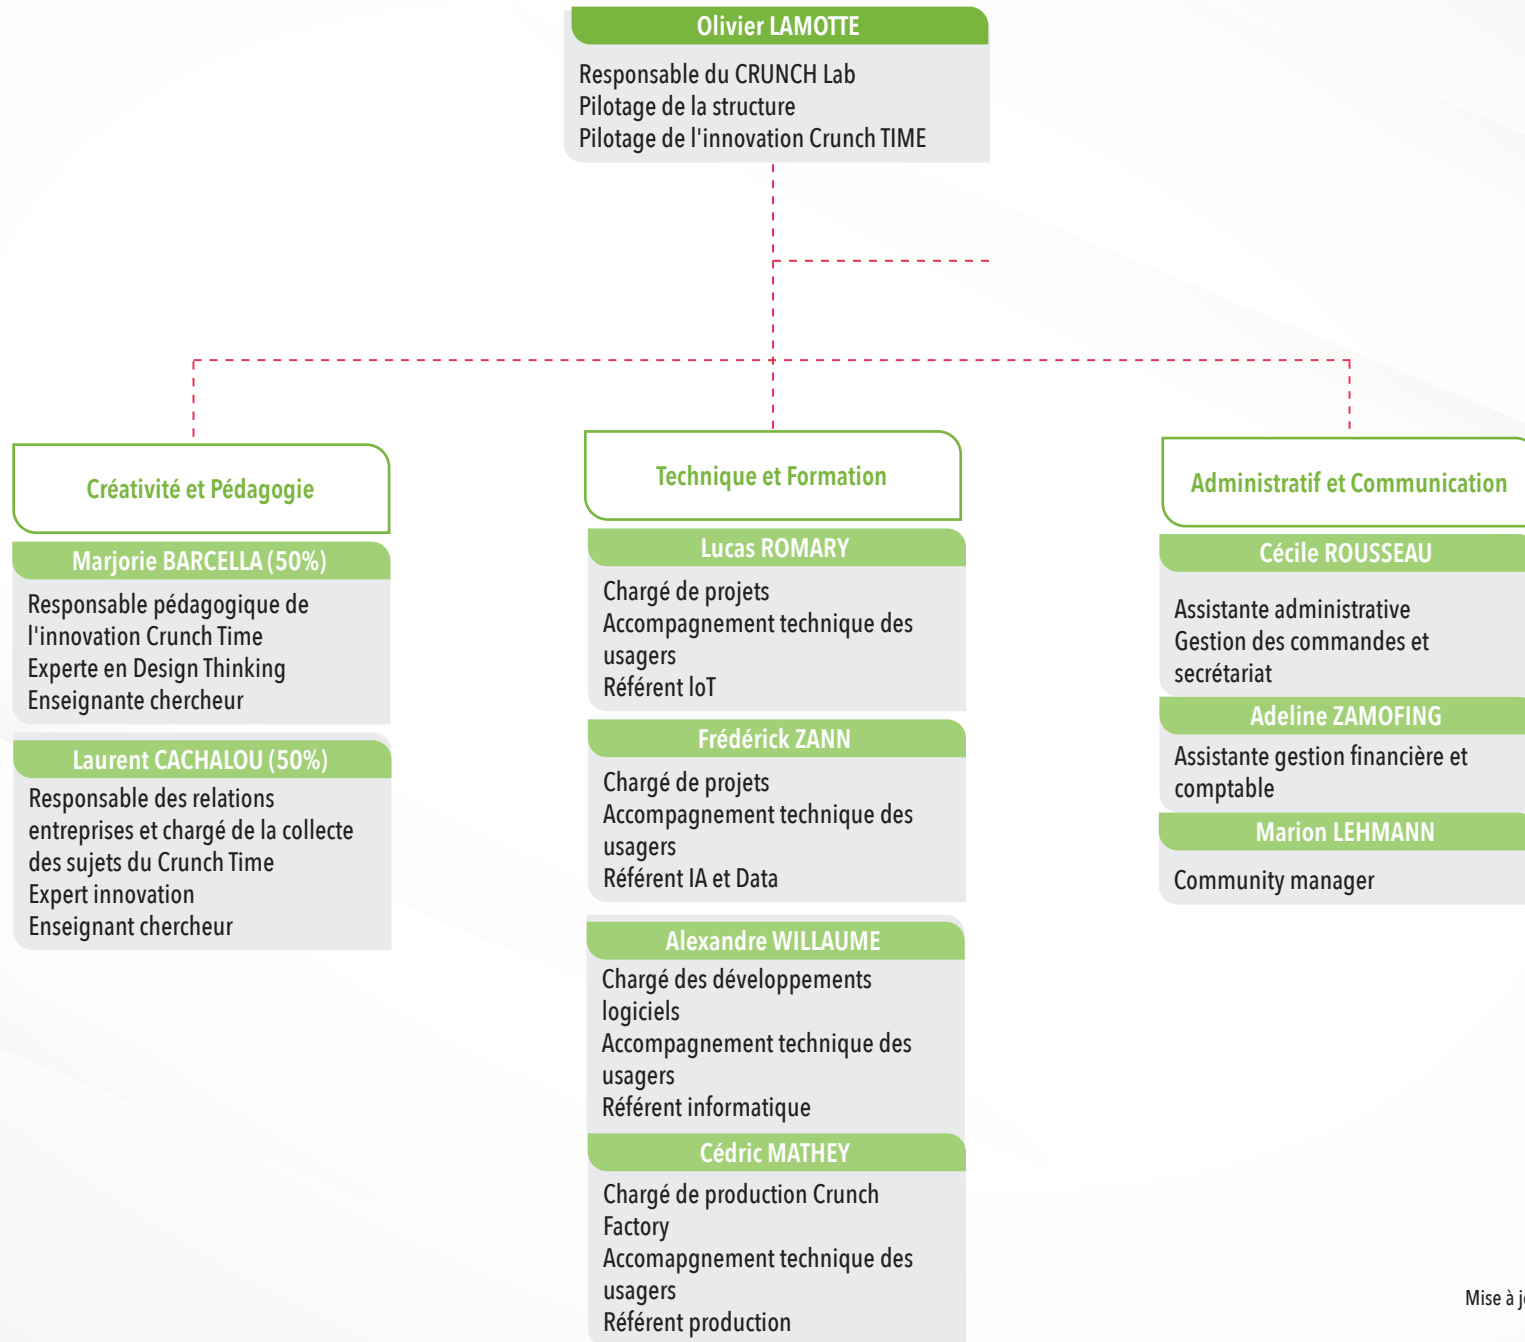 Olivier LAMOTTE
Responsable du CRUNCH Lab
Pilotage de la structure
Pilotage de l'innovation Crunch TIME
Créativité et Pédagogie
Marjorie BARCELLA (50%)
Responsable pédagogique de
l'innovation Crunch Time
Experte en Design Thinking
Enseignante chercheur
Laurent CACHALOU (50%)
Responsable des relations
entreprises et chargé de la collecte
des sujets du Crunch Time
Expert innovation
Enseignant chercheur
Technique et Formation
Lucas ROMARY
Chargé de projets
Accompagnement technique des
usagers
Référent loT
Frédérick ZANN
Chargé de projets
Accompagnement technique des
usagers
Référent IA et Data
Alexandre WILLAUME
Chargé des développements
logiciels
Accompagnement technique des
usagers
Référent informatique
Cédric MATHEY
Chargé de production Crunch
Factory
Accomapgnement technique des
usagers
Référent production
Administratif et Communication
Cécile ROUSSEAU
Assistante administrative
Gestion des commandes et
secrétariat
Adeline ZAMOFING
Assistante gestion financière et
comptable
Marion LEHMANN
Community manager
Mise à